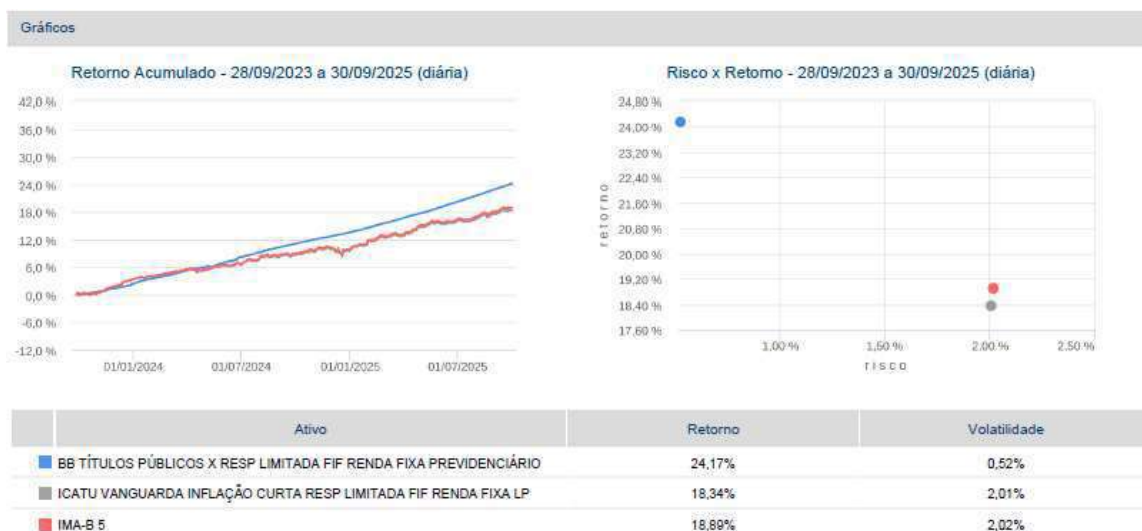 Gráficos
Retorno Acumulado - 28/09/2023 a 30/09/2025 (diária)
42,0 %
36,0 %
30,0 %
24,0 %
18,0 %
12,0 %
6,0 %
0,0 %
-6,0 %
-12,0 %
01/01/2024 01/07/2024 01/01/2025 01/07/2025
Risco x Retorno - 28/09/2023 a 30/09/2025 (diária)
retorno
24,80 %
24,00 %
23,20 %
22,40 %
21,60 %
20,80 %
20,00 %
19,20 %
18,40 %
17,60 %
1,00 % 1,50 % 2,00 % 2,50 %
risco
Ativo Retorno Volatilidade
BB TÍTULOS PÚBLICOS X RESP LIMITADA FIF RENDA FIXA PREVIDENCIÁRIO 24,17% 0,52%
ICATU VANGUARDA INFLAÇÃO CURTA RESP LIMITADA FIF RENDA FIXA LP 18,34% 2,01%
IMA-B 5 18,89% 2,02%